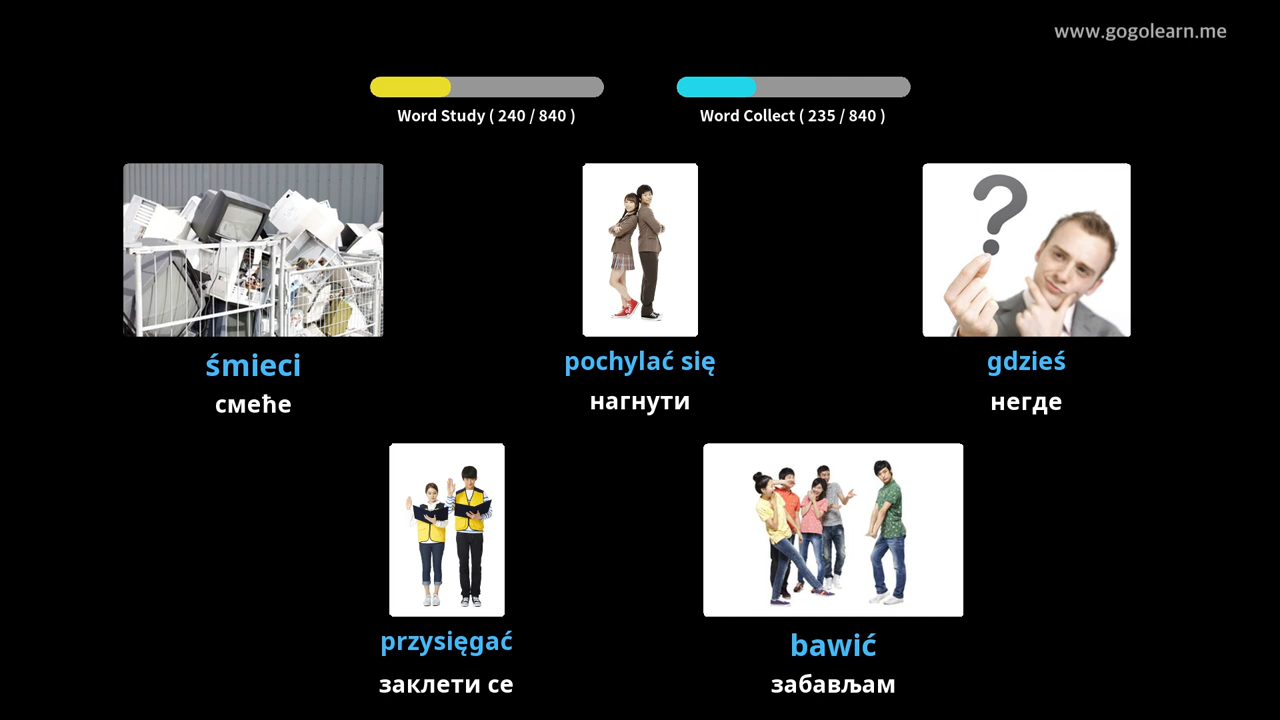 www.gogolearn.me
Word Study ( 240 / 840 )
Word Collect ( 235 / 840 )
śmieci
смеће
pochylać się
нагнути
gdzieś
негде
przysięgać
заклети се
bawić
забављам